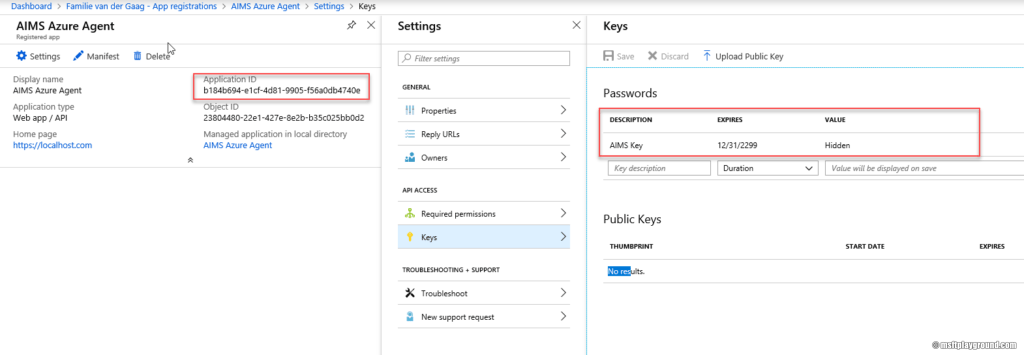 Dashboard > Familie van der Gaag - App registrations > AIMS Azure Agent > Settings > Keys
AIMS Azure Agent
Registered app
Settings
Manifest
Delete
Display name
AIMS Azure Agent
Application ID
b184b694-e1cf-4d81-9905-f56a0db4740e
Application type
Web app / API
Object ID
23804480-22e1-427e-8e2b-b35c025bb0d2
Home page
https://localhost.com
Managed application in local directory
AIMS Azure Agent
Settings
Filter settings
GENERAL
Properties
Reply URLs
Owners
API ACCESS
Required permissions
Keys
TROUBLESHOOTING + SUPPORT
Troubleshoot
New support request
Keys
Save
Discard
Upload Public Key
Passwords
DESCRIPTION EXPIRES VALUE
AIMS Key 12/31/2299 Hidden
Key description Duration Value will be displayed on save
Public Keys
THUMBPRINT START DATE EXPIRES
No results.
@ msftplayground.com